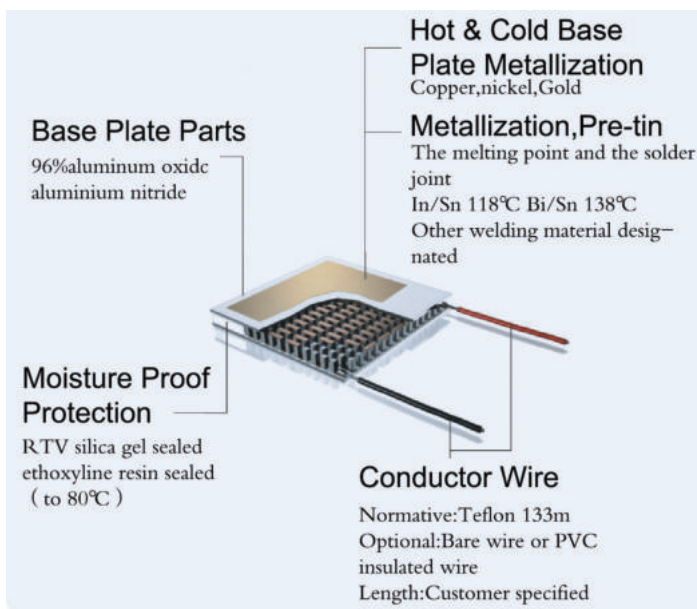 Hot & Cold Base
Plate Metallization
Copper,nickel,Gold
Base Plate Parts
96%aluminum oxidc
aluminium nitride
Metallization,Pre-tin
The melting point and the solder
joint
In/Sn 118℃ Bi/Sn 138℃
Other welding material desig-
nated
Moisture Proof
Protection
RTV silica gel sealed
ethoxyline resin sealed
( to 80℃ )
Conductor Wire
Normative:Teflon 133m
Optional:Bare wire or PVC
insulated wire
Length:Customer specified